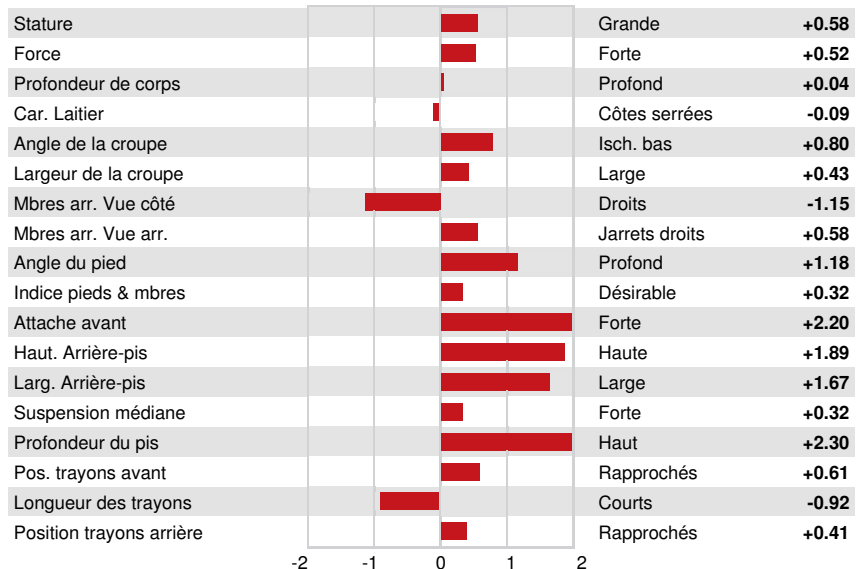 Stature Grande +0.58
Force Forte +0.52
Profondeur de corps Profond +0.04
Car. Laitier Côtes serrées -0.09
Angle de la croupe Isch. bas +0.80
Largeur de la croupe Large +0.43
Mbres arr. Vue côté Droits -1.15
Mbres arr. Vue arr. Jarrets droits +0.58
Angle du pied Profond +1.18
Indice pieds & mbres Désirable +0.32
Attache avant Forte +2.20
Haut. Arrière-pis Haute +1.89
Larg. Arrière-pis Large +1.67
Suspension médiane Forte +0.32
Profondeur du pis Haut +2.30
Pos. trayons avant Rapprochés +0.61
Longueur des trayons Courts -0.92
Position trayons arrière Rapprochés +0.41
-2 -1 0 1 2